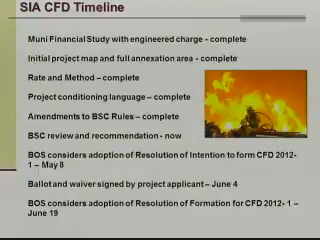 SIA CFD Timeline
Muni Financial Study with engineered charge - complete
Initial project map and full annexation area - complete
Rate and Method – complete
Project conditioning language – complete
Amendments to BSC Rules – complete
BSC review and recommendation - now
BOS considers adoption of Resolution of Intention to form CFD 2012-
1 – May 8
Ballot and waiver signed by project applicant – June 4
BOS considers adoption of Resolution of Formation for CFD 2012- 1 –
June 19